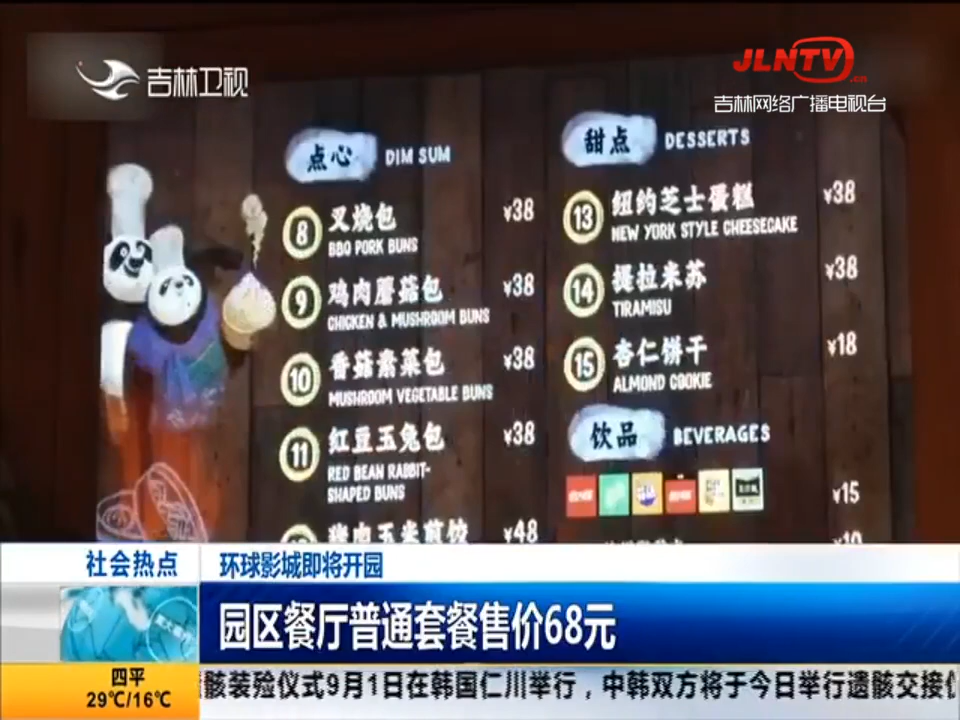 吉林卫视
JLNTV.cn
吉林网络广播电视台
点心 DIM SUM
8 叉烧包 ¥38
BBQ PORK BUNS
9 鸡肉蘑菇包 ¥38
CHICKEN & MUSHROOM BUNS
10 香菇素菜包 ¥38
MUSHROOM VEGETABLE BUNS
11 红豆玉兔包 ¥38
RED BEAN RABBIT-
SHAPED BUNS
猪肉玉米煎饺 ¥48
甜点 DESSERTS
13 纽约芝士蛋糕 ¥38
NEW YORK STYLE CHEESECAKE
14 提拉米苏 ¥38
TIRAMISU
15 杏仁饼干 ¥18
ALMOND COOKIE
饮品 BEVERAGES
¥15
社会热点
环球影城即将开园
园区餐厅普通套餐售价68元
四平
29℃/16℃
骸装殓仪式9月1日在韩国仁川举行，中韩双方将于今日举行遗骸交接仪